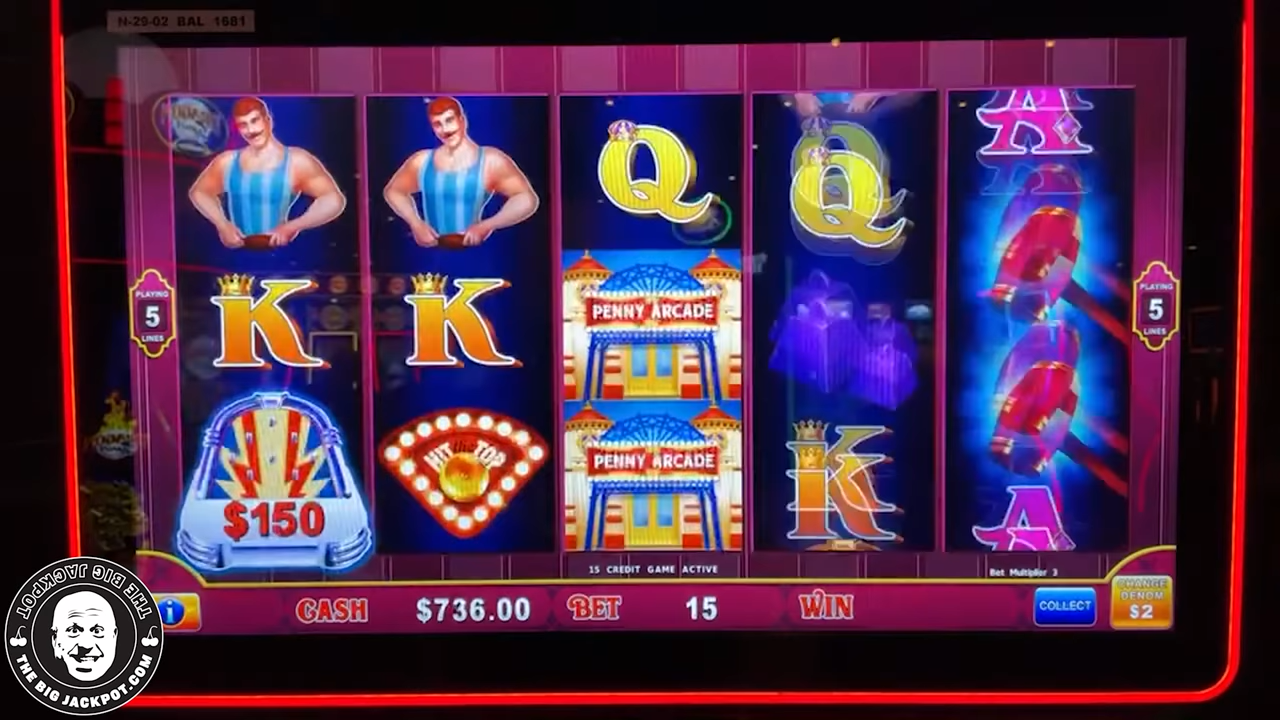 N-29-02 BAL 1681
Q
Q
A
K
K
PENNY ARCADE
PLAYING
5
LINES
PLAYING
5
LINES
HIT the TOP
PENNY ARCADE
K
A
$150
15 CREDIT GAME ACTIVE
Bet Multiplier 3
i
CASH
$736.00
BET
15
WIN
COLLECT
CHANGE
DENOM
$2
THE BIG JACKPOT
THE BIG JACKPOT.COM